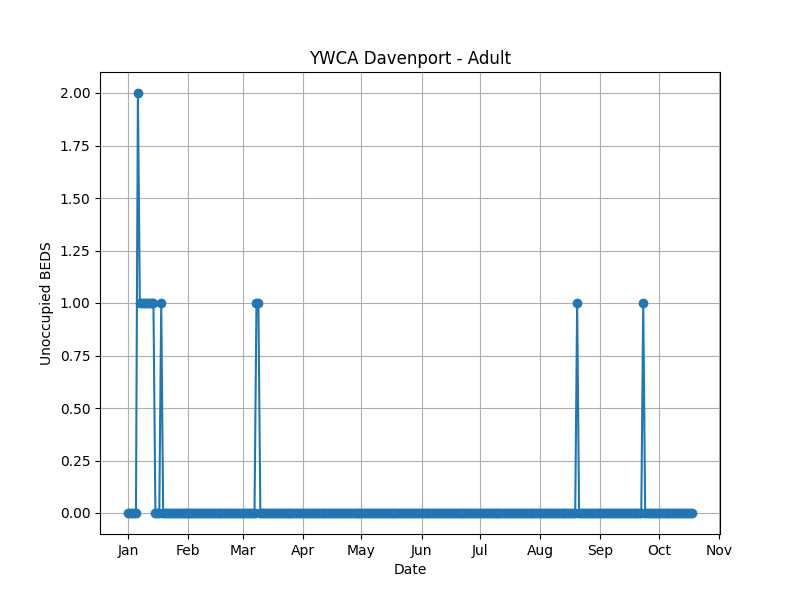 YWCA Davenport - Adult
Unoccupied BEDS
2.00
1.75
1.50
1.25
1.00
0.75
0.50
0.25
0.00
Jan Feb Mar Apr May Jun Jul Aug Sep Oct Nov
Date